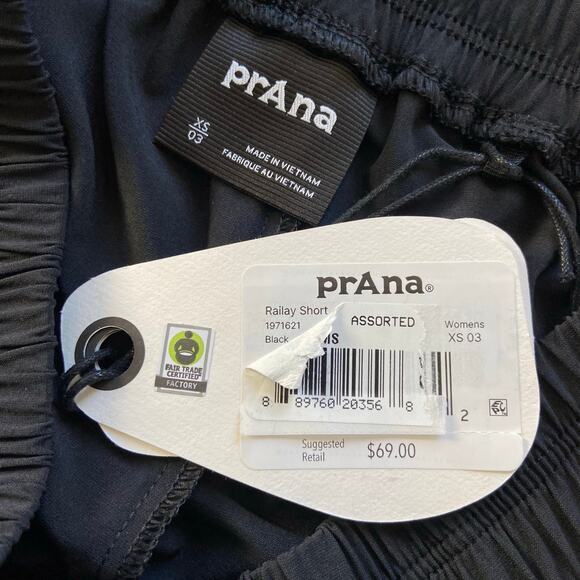 prAna
XS
03
MADE IN VIETNAM
FABRIQUE AU VIETNAM
prAna®
Railay Short
ASSORTED
Womens
1971621
XS 03
Black
8 89760 20356 8 2
FAIR TRADE
CERTIFIED
FACTORY
Suggested
Retail
$69.00